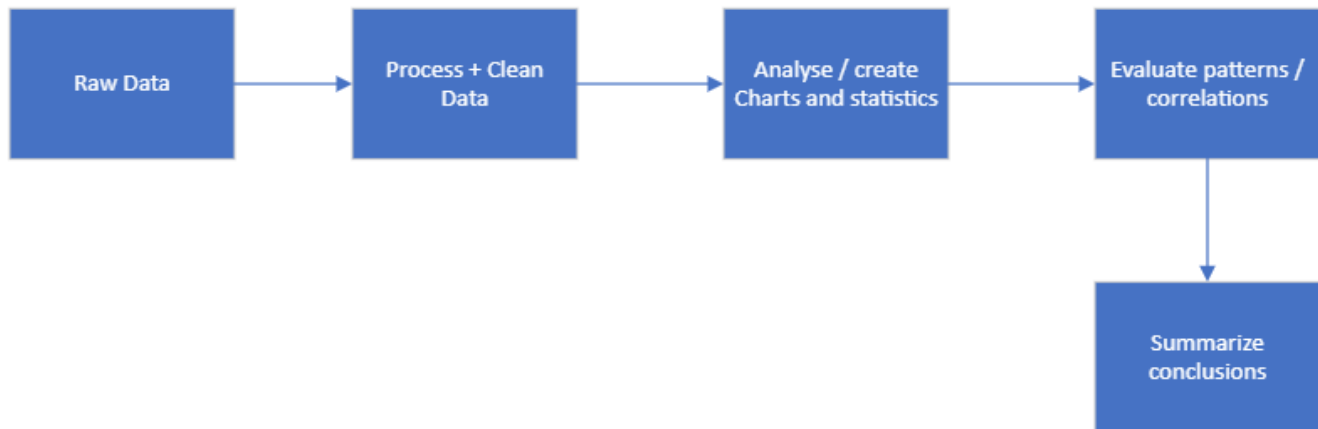 Raw Data
Process + Clean
Data
Analyse / create
Charts and statistics
Evaluate patterns /
correlations
Summarize
conclusions